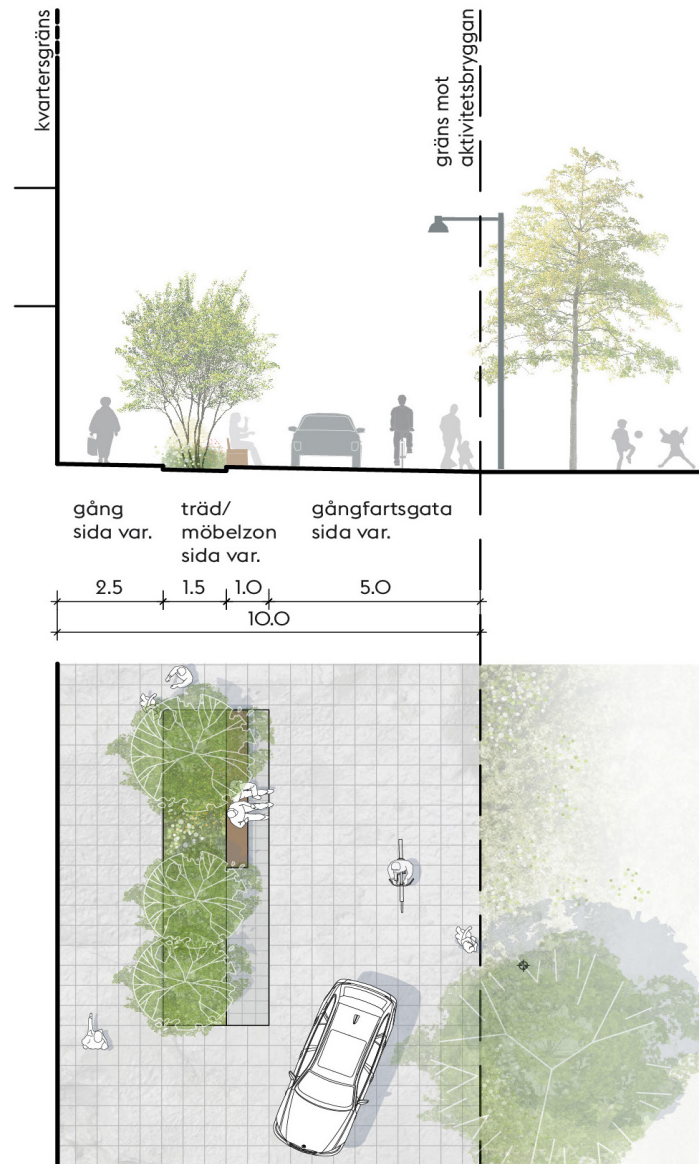 kvartersgräns
gräns mot
aktivitetsbryggan
gång
sida var.
träd/
möbelzon
sida var.
gångfartsgata
sida var.
2.5 1.5 1.0 5.0
10.0